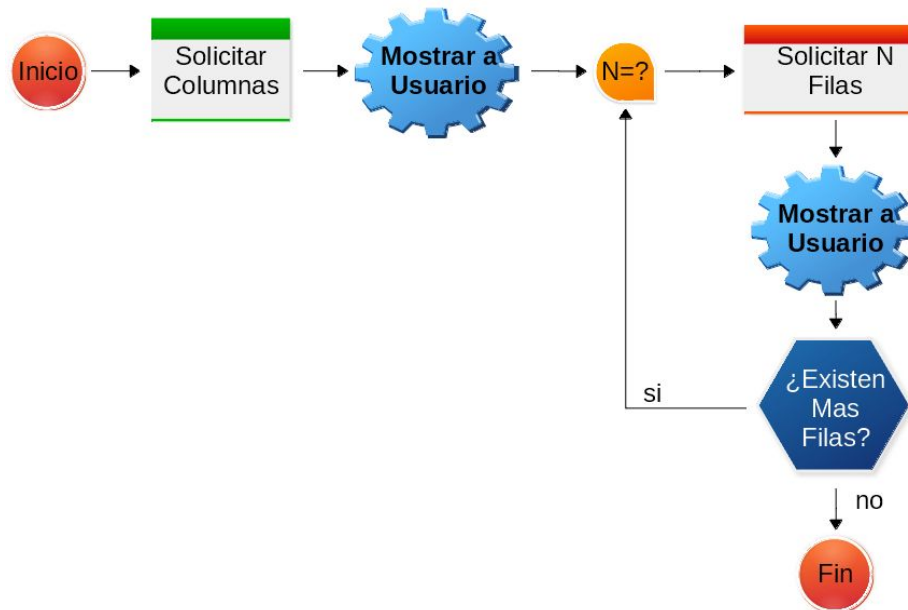 Inicio
Solicitar
Columnas
Mostrar a
Usuario
N=?
Solicitar N
Filas
Mostrar a
Usuario
¿Existen
Mas
Filas?
si
no
Fin